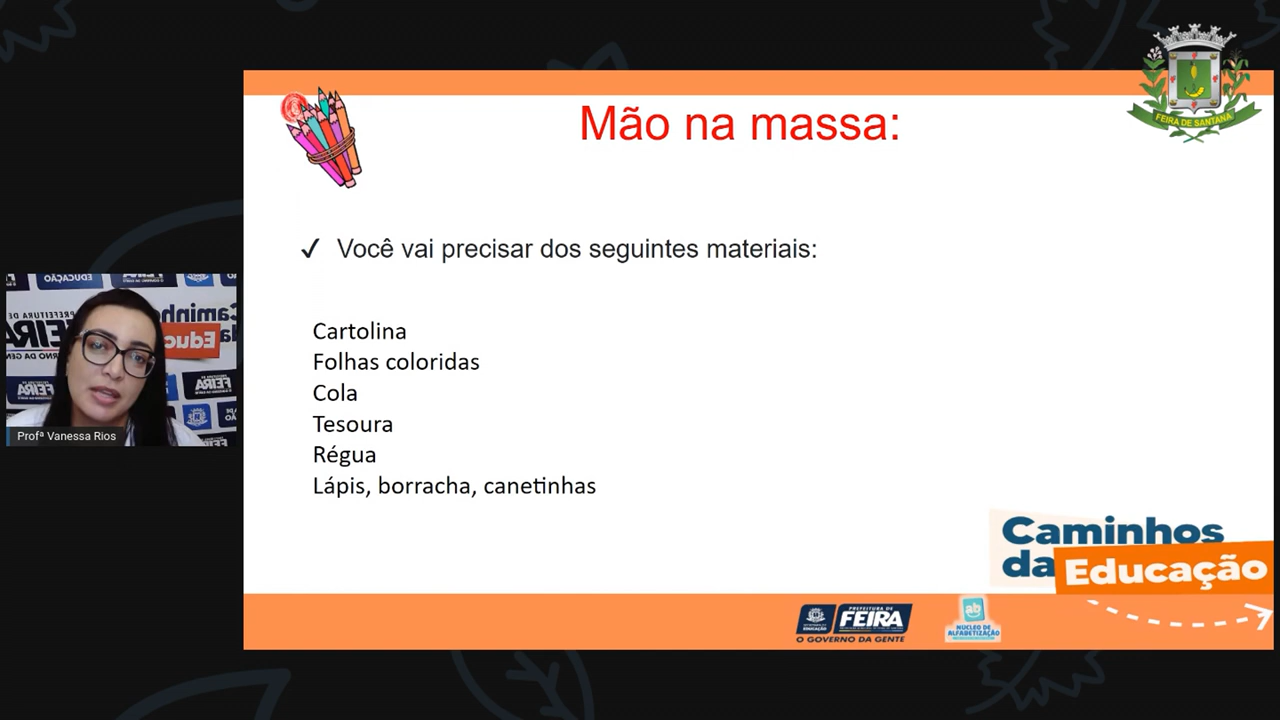 FEIRA DE SANTANA
Mão na massa:
✓ Você vai precisar dos seguintes materiais:
Cartolina
Folhas coloridas
Cola
Tesoura
Régua
Lápis, borracha, canetinhas
Profª Vanessa Rios
Caminhos
da Educação
PREFEITURA DE
FEIRA
EDUCAÇÃO
O GOVERNO DA GENTE
NÚCLEO DE
ALFABETIZAÇÃO